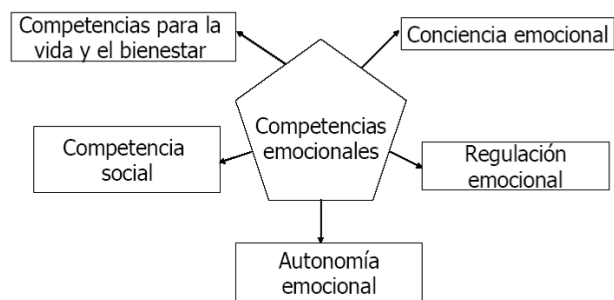 Competencias para la
vida y el bienestar
Conciencia emocional
Competencias
emocionales
Competencia
social
Regulación
emocional
Autonomía
emocional